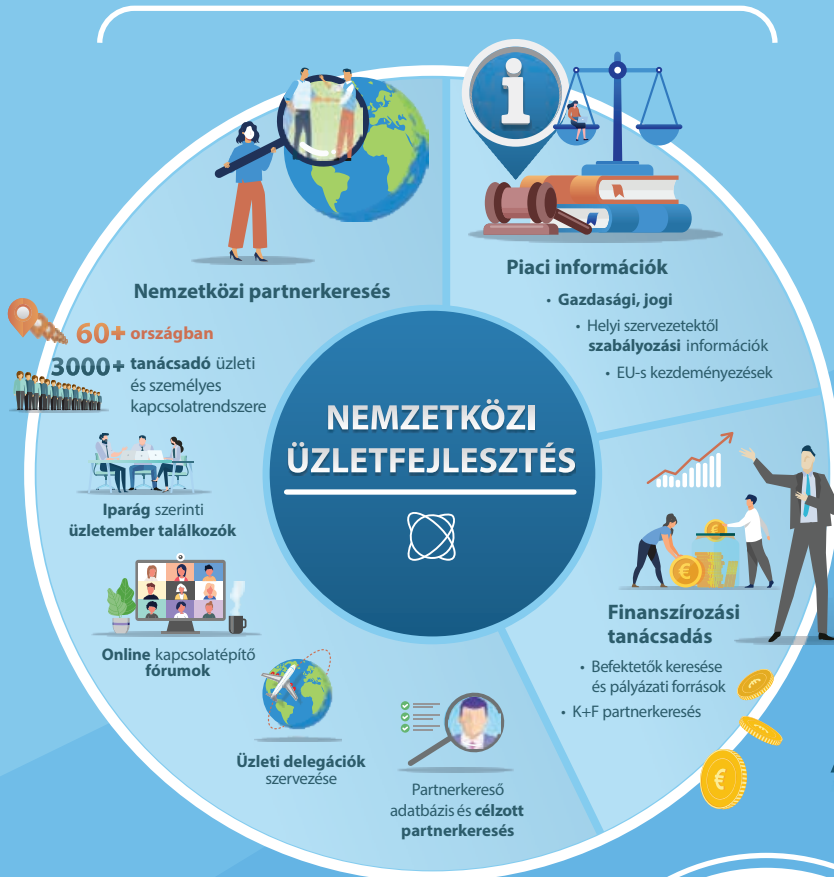 Nemzetközi partnerkeresés
60+ országban
3000+ tanácsadó üzleti
és személyes
kapcsolatrendszere
Iparág szerinti
üzletember találkozók
Online kapcsolatépítő
fórumok
Üzleti delegációk
szervezése
Partnerkereső
adatbázis és célzott
partnerkeresés
NEMZETKÖZI
ÜZLETFEJLESZTÉS
Piaci információk
• Gazdasági, jogi
• Helyi szervezetektől
szabályozási információk
• EU-s kezdeményezések
Finanszírozási
tanácsadás
• Befektetők keresése
és pályázati források
• K+F partnerkeresés